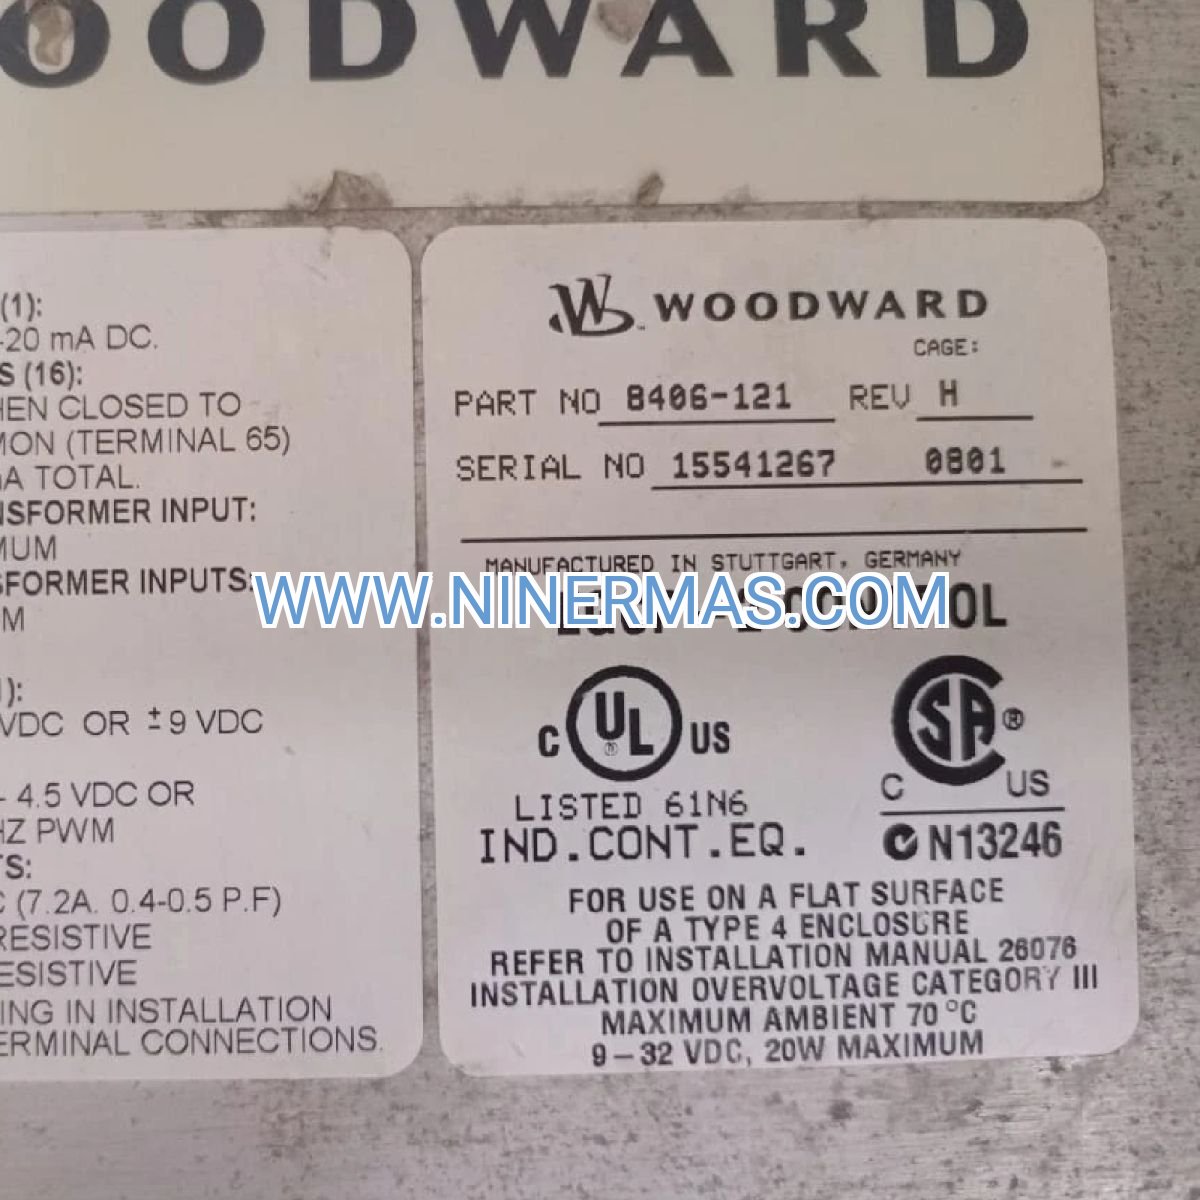 OODWARD
(1):
-20 mA DC.
S (16):
HEN CLOSED TO
MON (TERMINAL 65)
A TOTAL.
NSFORMER INPUT:
MUM
SFORMER INPUTS:
M
):
VDC OR ±9 VDC
- 4.5 VDC OR
HZ PWM
TS:
C (7.2A. 0.4-0.5 P.F)
RESISTIVE
ESISTIVE
ING IN INSTALLATION
ERMINAL CONNECTIONS.
WOODWARD
CAGE:
PART NO 8406-121 REV H
SERIAL NO 15541267 0801
MANUFACTURED IN STUTTGART, GERMANY
WWW.NINERMAS.COM
CONTROL
C UL ® US
LISTED 61N6
IND.CONT.EQ.
SA ®
C US
N13246
FOR USE ON A FLAT SURFACE
OF A TYPE 4 ENCLOSURE
REFER TO INSTALLATION MANUAL 26076
INSTALLATION OVERVOLTAGE CATEGORY III
MAXIMUM AMBIENT 70 °C
9-32 VDC, 20W MAXIMUM